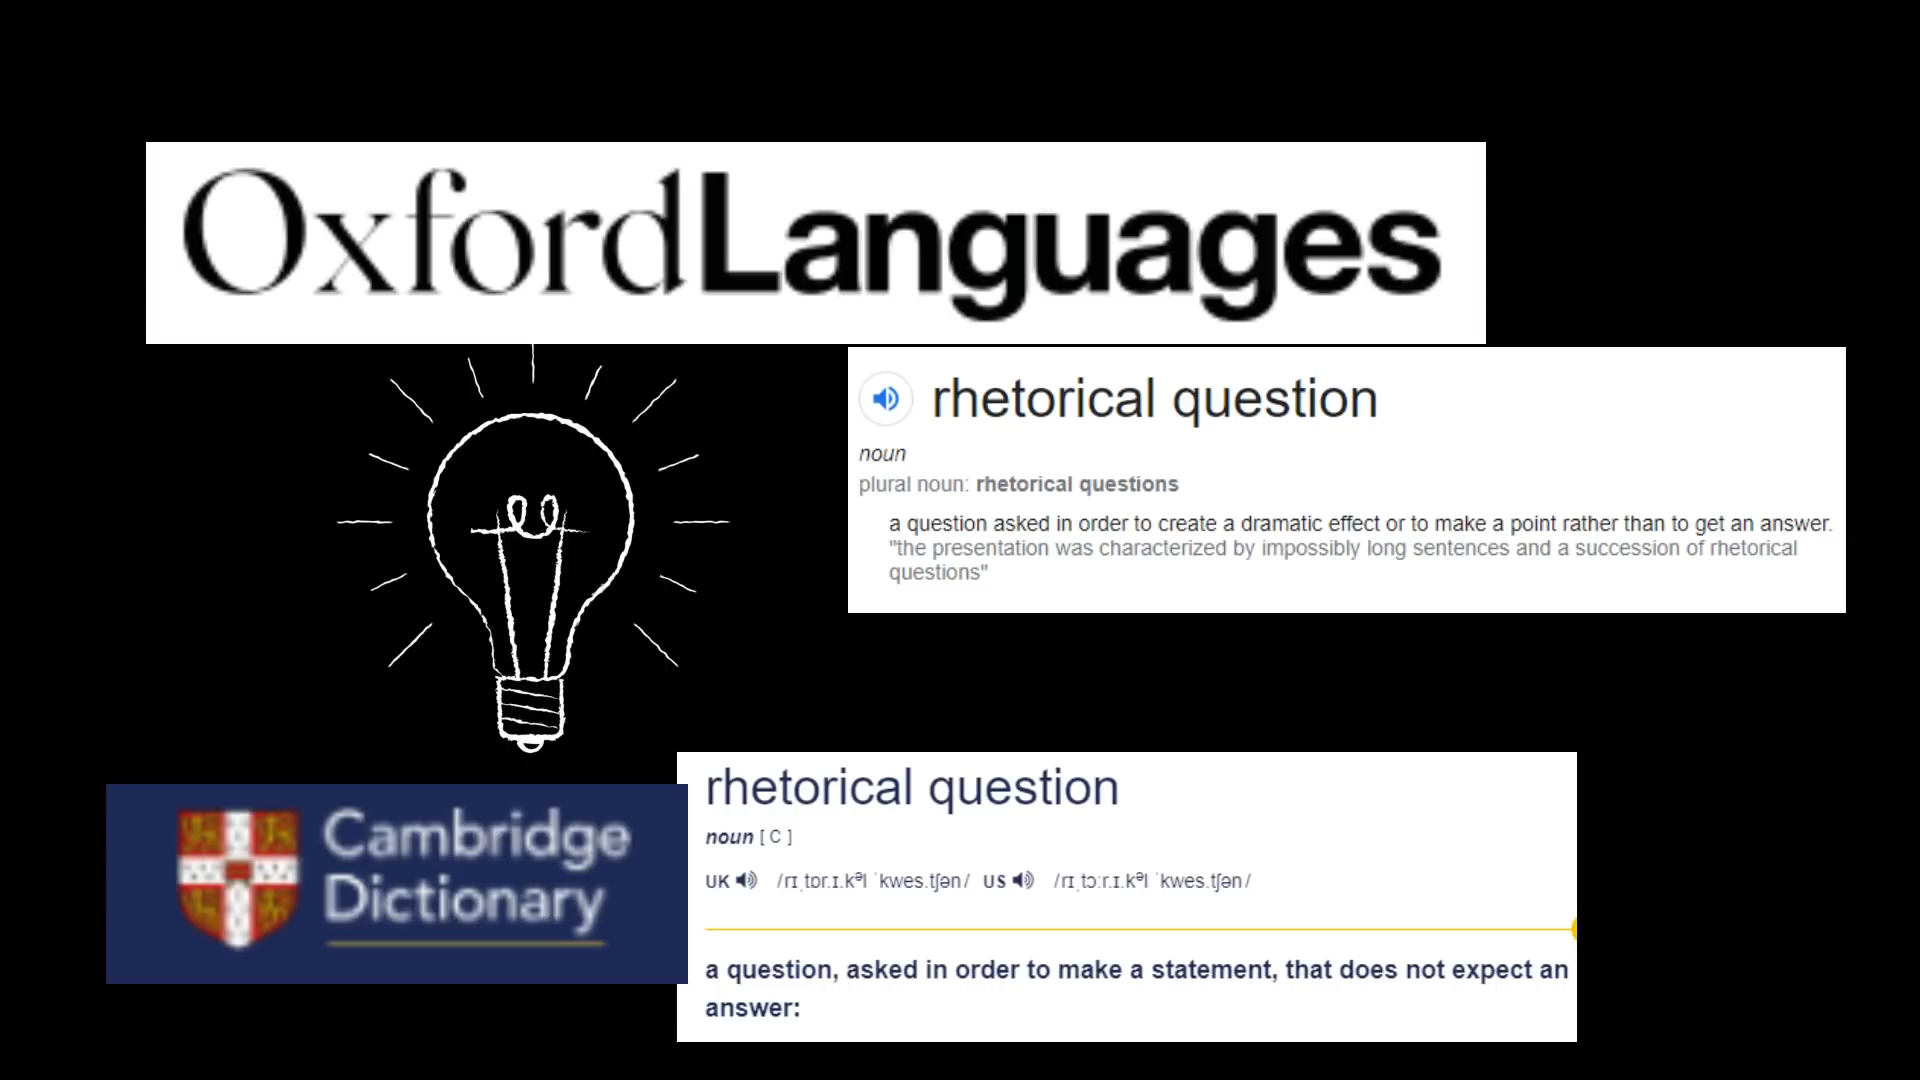 OxfordLanguages
rhetorical question
noun
plural noun: rhetorical questions
a question asked in order to create a dramatic effect or to make a point rather than to get an answer.
"the presentation was characterized by impossibly long sentences and a succession of rhetorical
questions"
Cambridge
Dictionary
rhetorical question
noun [ C ]
UK /rɪˌtɒr.ɪ.kᵊl ˈkwes.tʃən/ US /rɪˌtɔːr.ɪ.kᵊl ˈkwes.tʃən/
a question, asked in order to make a statement, that does not expect an
answer: